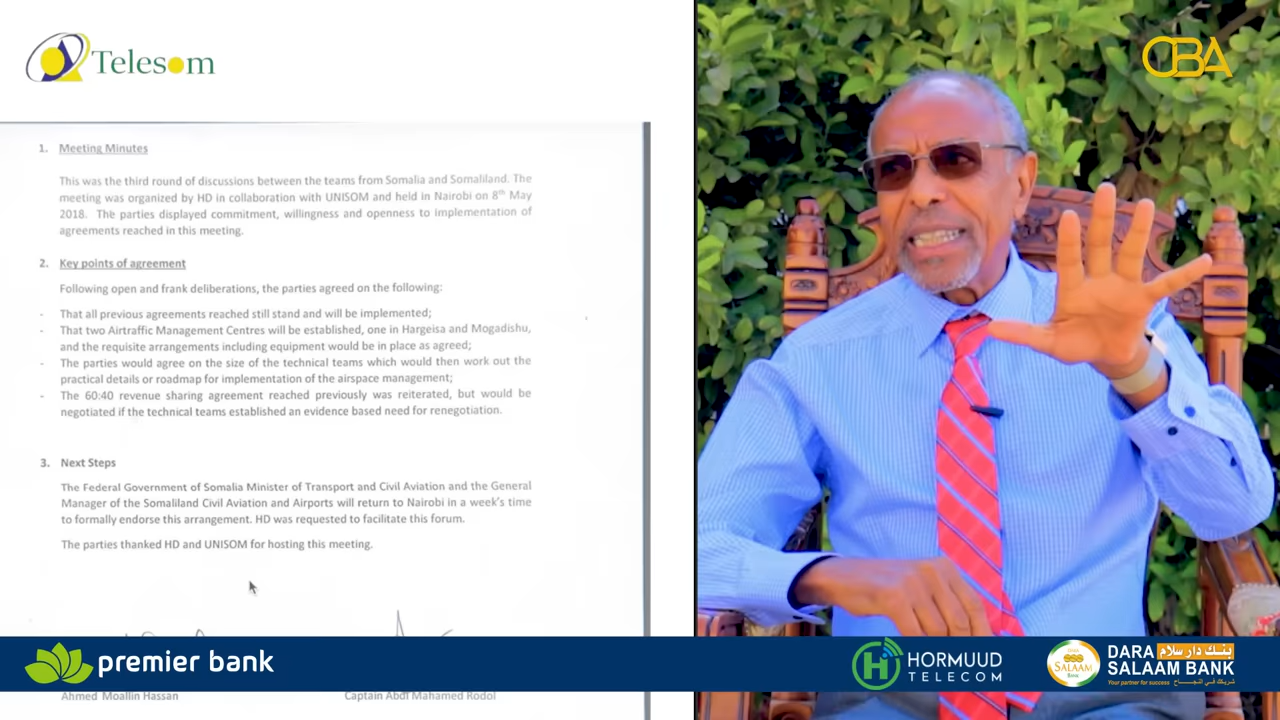 Telesom
OBA
1. Meeting Minutes
This was the third round of discussions between the teams from Somalia and Somaliland. The
meeting was organized by HD in collaboration with UNISOM and held in Nairobi on 8th May
2018. The parties displayed commitment, willingness and openness to implementation of
agreements reached in this meeting.
2. Key points of agreement
Following open and frank deliberations, the parties agreed on the following:
- That all previous agreements reached still stand and will be implemented;
- That two Airtraffic Management Centres will be established, one in Hargeisa and Mogadishu,
and the requisite arrangements including equipment would be in place as agreed;
- The parties would agree on the size of the technical teams which would then work out the
practical details or roadmap for implementation of the airspace management;
- The 60:40 revenue sharing agreement reached previously was reiterated, but would be
negotiated if the technical teams established an evidence based need for renegotiation.
3. Next Steps
The Federal Government of Somalia Minister of Transport and Civil Aviation and the General
Manager of the Somaliland Civil Aviation and Airports will return to Nairobi in a week's time
to formally endorse this arrangement. HD was requested to facilitate this forum.
The parties thanked HD and UNISOM for hosting this meeting.
premier bank
HORMUUD
TELECOM
SALAAM
DARA بنك دار سلام
SALAAM BANK
Your partner for success شريكك في النجاح
Ahmed Moallin Hassan
Captain Abdi Mahamed Rodol